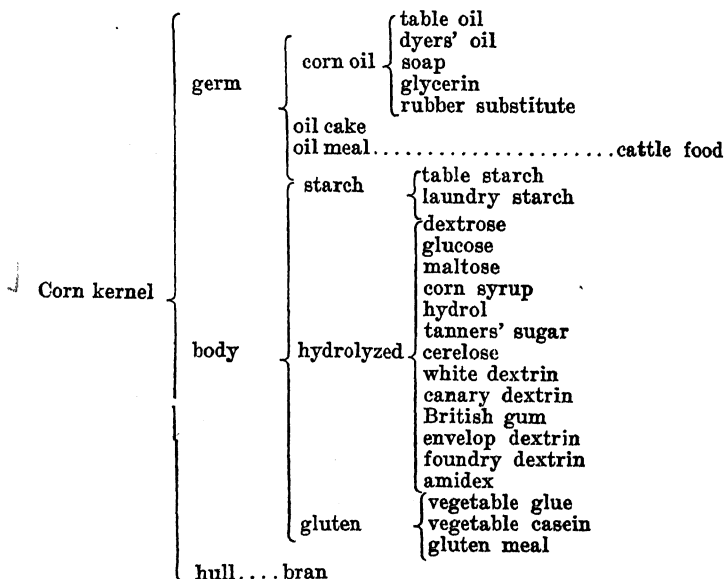 table oil
dyers' oil
corn oil
soap
germ
glycerin
rubber substitute
oil cake
oil meal......................cattle food
starch
table starch
laundry starch
dextrose
glucose
maltose
Corn kernel
corn syrup
hydrol
tanners' sugar
body
hydrolyzed
cerelose
white dextrin
canary dextrin
British gum
envelop dextrin
foundry dextrin
amidex
vegetable glue
gluten
vegetable casein
gluten meal
hull....bran